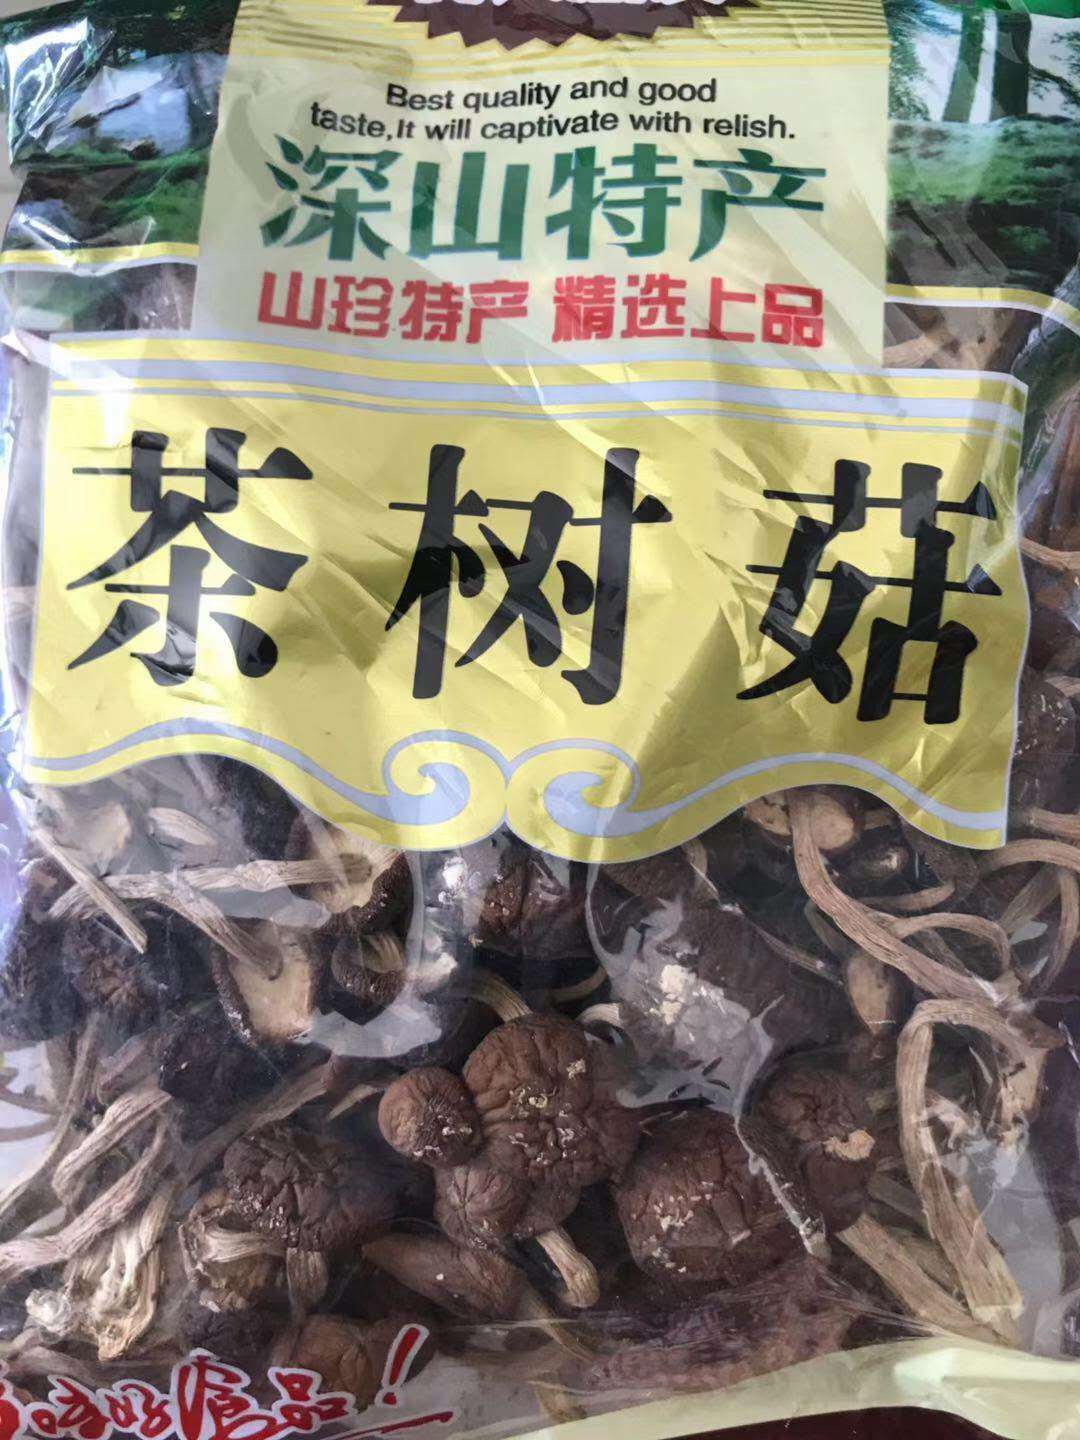 Best quality and good
taste,It will captivate with relish.
深山特产
山珍特产 精选上品
茶树菇